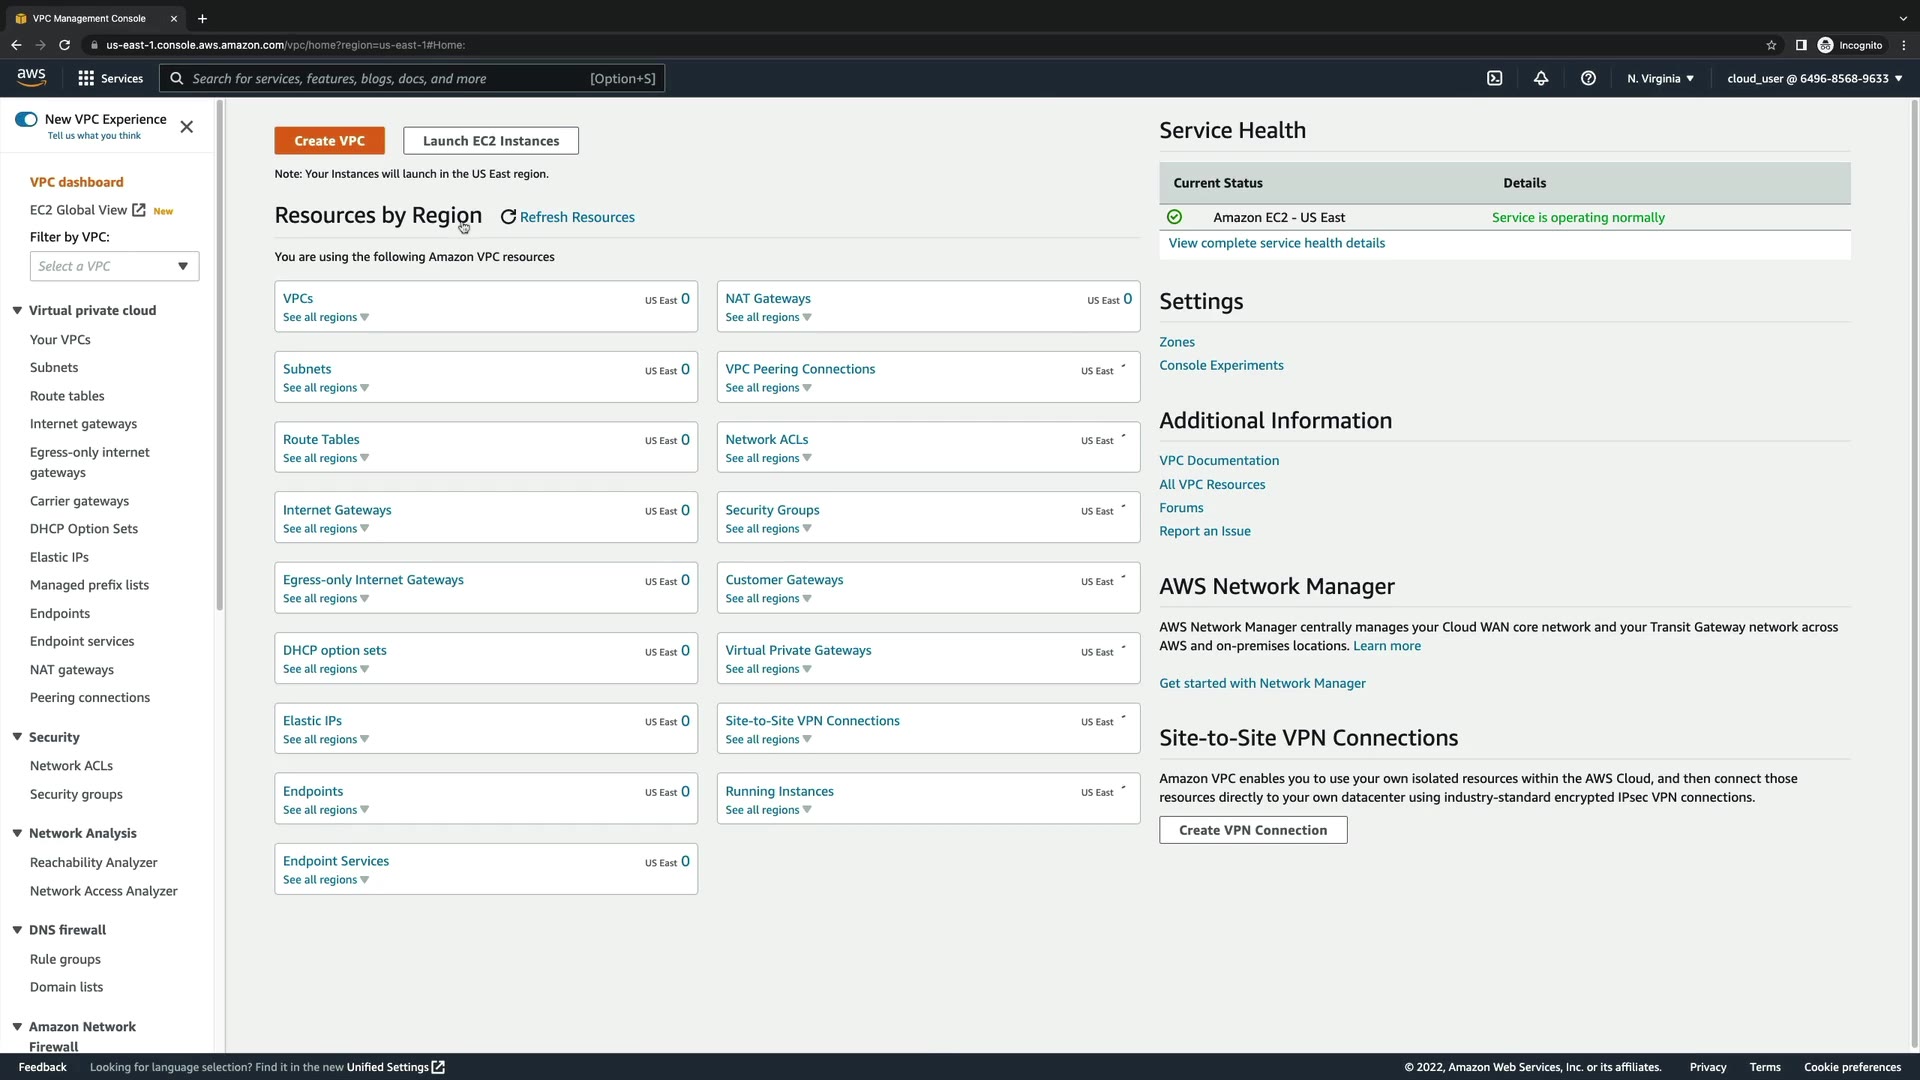 VPC Management Console
us-east-1.console.aws.amazon.com/vpc/home?region=us-east-1#Home:
Incognito
aws
Services
Search for services, features, blogs, docs, and more
[Option+S]
N. Virginia
cloud_user @ 6496-8568-9633
New VPC Experience
Tell us what you think
VPC dashboard
EC2 Global View
New
Filter by VPC:
Select a VPC
Virtual private cloud
Your VPCs
Subnets
Route tables
Internet gateways
Egress-only internet
gateways
Carrier gateways
DHCP Option Sets
Elastic IPs
Managed prefix lists
Endpoints
Endpoint services
NAT gateways
Peering connections
Security
Network ACLs
Security groups
Network Analysis
Reachability Analyzer
Network Access Analyzer
DNS firewall
Rule groups
Domain lists
Amazon Network
Firewall
Create VPC
Launch EC2 Instances
Note: Your Instances will launch in the US East region.
Resources by Region
Refresh Resources
You are using the following Amazon VPC resources
VPCs
US East 0
See all regions
NAT Gateways
US East 0
See all regions
Subnets
US East 0
See all regions
VPC Peering Connections
US East
See all regions
Route Tables
US East 0
See all regions
Network ACLs
US East
See all regions
Internet Gateways
US East 0
See all regions
Security Groups
US East
See all regions
Egress-only Internet Gateways
US East 0
See all regions
Customer Gateways
US East
See all regions
DHCP option sets
US East 0
See all regions
Virtual Private Gateways
US East
See all regions
Elastic IPs
US East 0
See all regions
Site-to-Site VPN Connections
US East
See all regions
Endpoints
US East 0
See all regions
Running Instances
US East
See all regions
Endpoint Services
US East 0
See all regions
Service Health
Current Status
Details
Amazon EC2 - US East
Service is operating normally
View complete service health details
Settings
Zones
Console Experiments
Additional Information
VPC Documentation
All VPC Resources
Forums
Report an Issue
AWS Network Manager
AWS Network Manager centrally manages your Cloud WAN core network and your Transit Gateway network across
AWS and on-premises locations. Learn more
Get started with Network Manager
Site-to-Site VPN Connections
Amazon VPC enables you to use your own isolated resources within the AWS Cloud, and then connect those
resources directly to your own datacenter using industry-standard encrypted IPsec VPN connections.
Create VPN Connection
Feedback
Looking for language selection? Find it in the new Unified Settings
© 2022, Amazon Web Services, Inc. or its affiliates.
Privacy
Terms
Cookie preferences